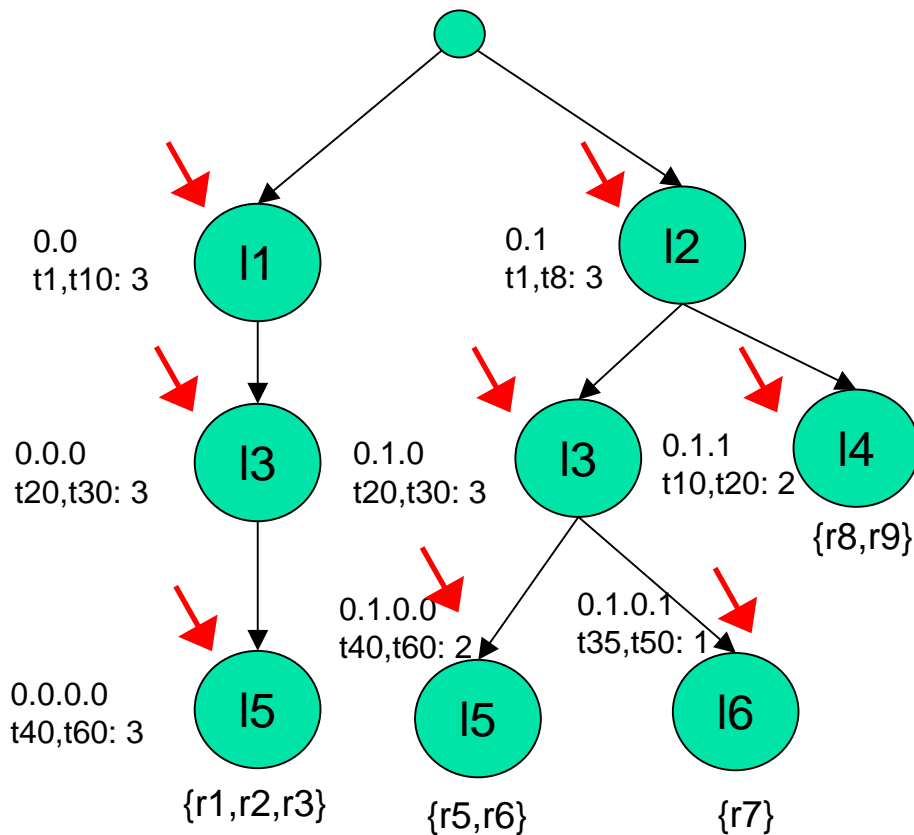 l1
0.0
t1,t10: 3
l2
0.1
t1,t8: 3
l3
0.0.0
t20,t30: 3
l3
0.1.0
t20,t30: 3
l4
0.1.1
t10,t20: 2
{r8,r9}
l5
0.0.0.0
t40,t60: 3
{r1,r2,r3}
l5
0.1.0.0
t40,t60: 2
{r5,r6}
l6
0.1.0.1
t35,t50: 1
{r7}